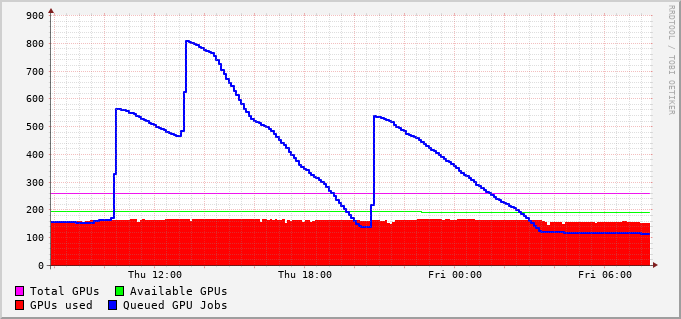 900
800
700
600
500
400
300
200
100
0
Thu 12:00 Thu 18:00 Fri 00:00 Fri 06:00
Total GPUs Available GPUs
GPUs used Queued GPU Jobs
RRDTOOL / TOBI OETIKER